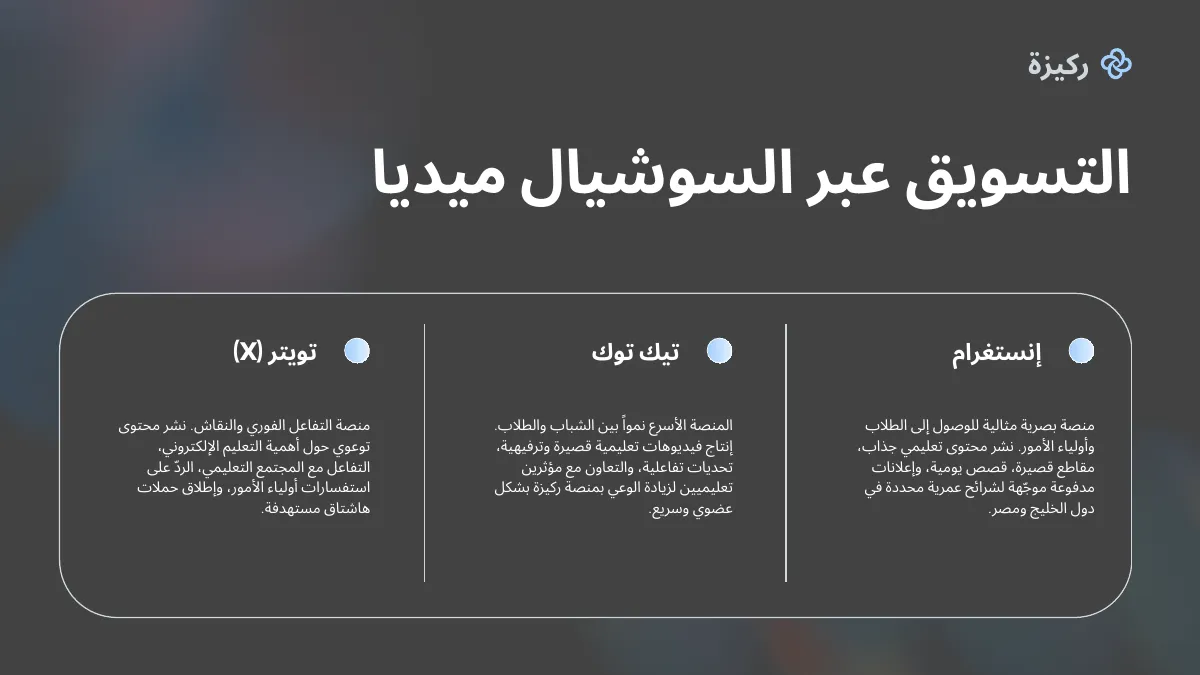 ركيزة
التسويق عبر السوشيال ميديا
إنستغرام
منصة بصرية مثالية للوصول إلى الطلاب
وأولياء الأمور. نشر محتوى تعليمي جذاب،
مقاطع قصيرة، قصص يومية، وإعلانات
مدفوعة موجّهة لشرائح عمرية محددة في
دول الخليج ومصر.
تيك توك
المنصة الأسرع نمواً بين الشباب والطلاب.
إنتاج فيديوهات تعليمية قصيرة وترفيهية،
تحديات تفاعلية، والتعاون مع مؤثرين
تعليميين لزيادة الوعي بمنصة ركيزة بشكل
عضوي وسريع.
تويتر (X)
منصة التفاعل الفوري والنقاش. نشر محتوى
توعوي حول أهمية التعليم الإلكتروني،
التفاعل مع المجتمع التعليمي، الردّ على
استفسارات أولياء الأمور، وإطلاق حملات
هاشتاق مستهدفة.